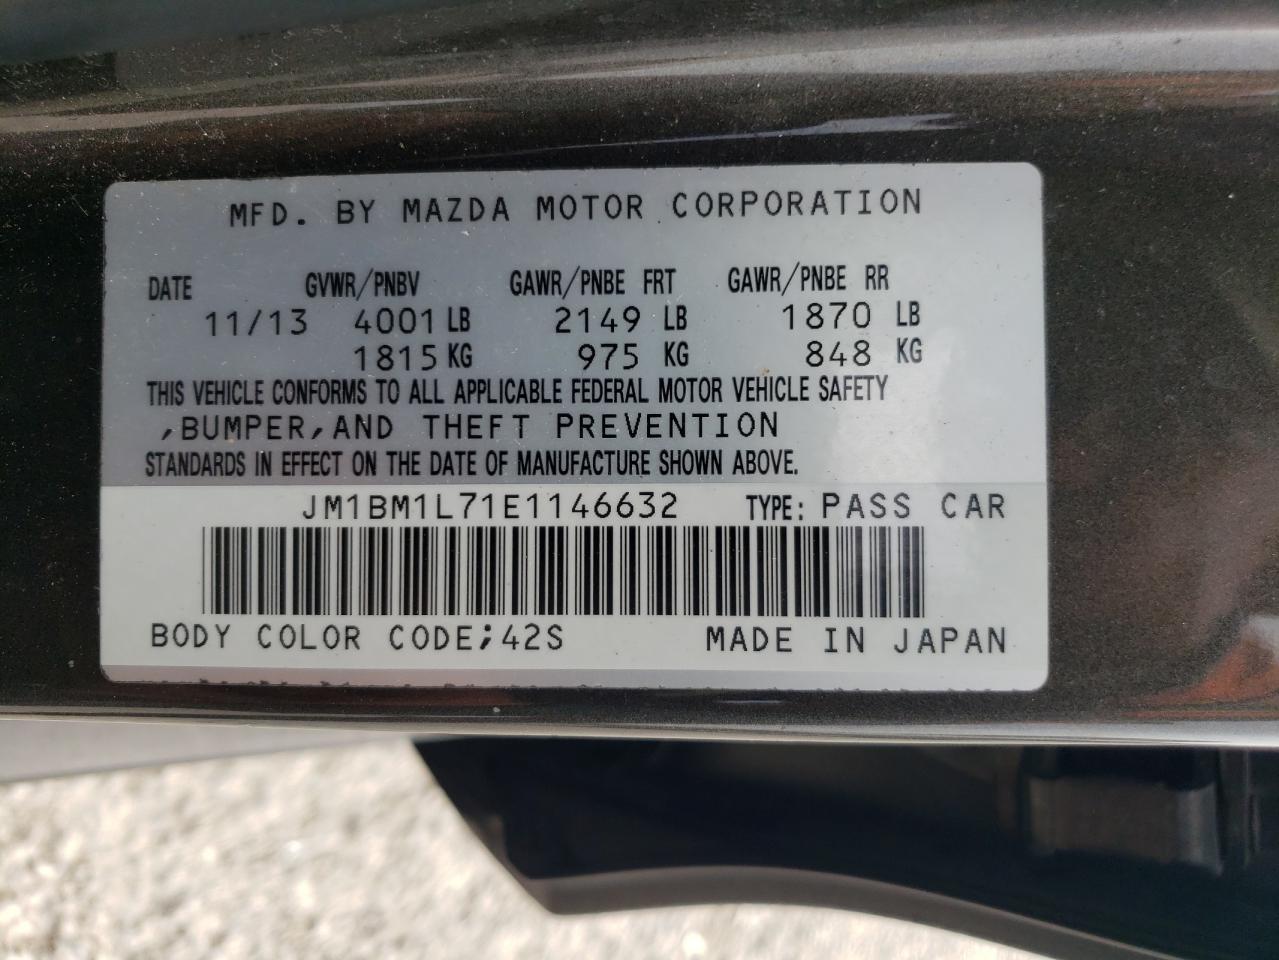 MFD. BY MAZDA MOTOR CORPORATION
DATE GVWR/PNBV GAWR/PNBE FRT GAWR/PNBE RR
11/13 4001 LB 2149 LB 1870 LB
1815 KG 975 KG 848 KG
THIS VEHICLE CONFORMS TO ALL APPLICABLE FEDERAL MOTOR VEHICLE SAFETY
,BUMPER,AND THEFT PREVENTION
STANDARDS IN EFFECT ON THE DATE OF MANUFACTURE SHOWN ABOVE.
JM1BM1L71E1146632 TYPE: PASS CAR
BODY COLOR CODE;42S MADE IN JAPAN